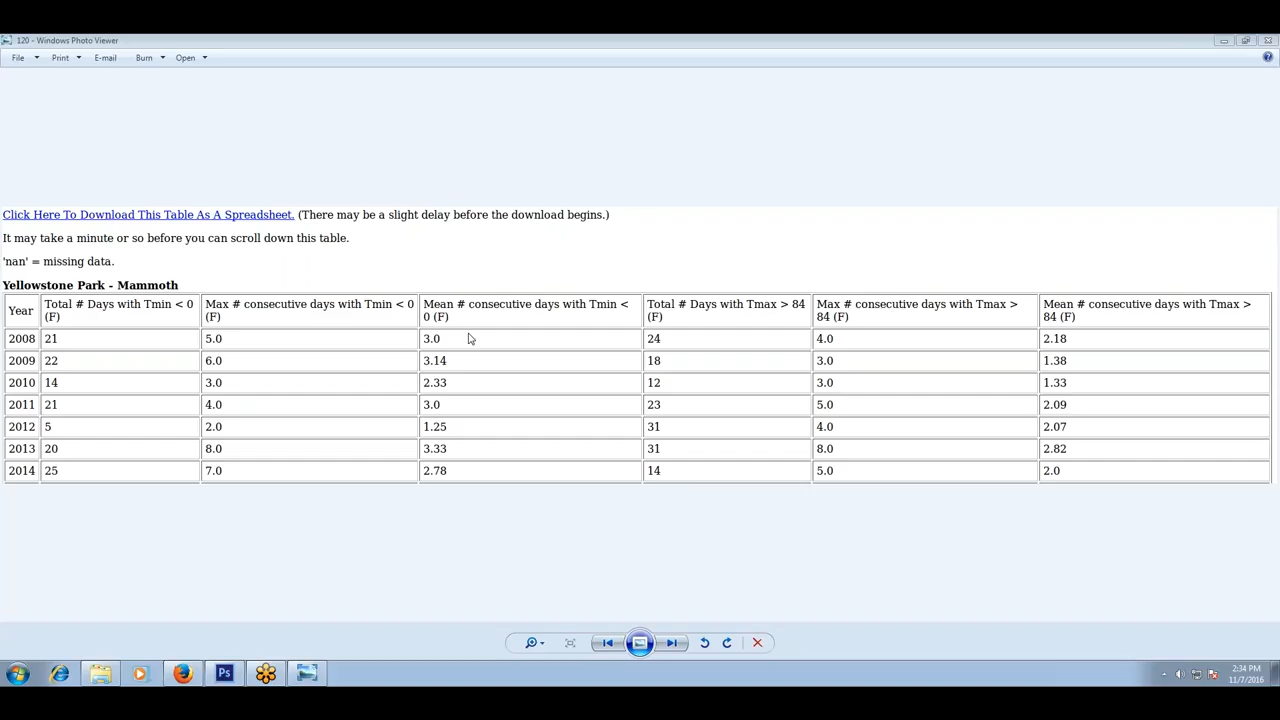 120 - Windows Photo Viewer
File Print E-mail Burn Open
Click Here To Download This Table As A Spreadsheet. (There may be a slight delay before the download begins.)
It may take a minute or so before you can scroll down this table.
'nan' = missing data.
Yellowstone Park - Mammoth
Year Total # Days with Tmin < 0 (F) Max # consecutive days with Tmin < 0 (F) Mean # consecutive days with Tmin < 0 (F) Total # Days with Tmax > 84 (F) Max # consecutive days with Tmax > 84 (F) Mean # consecutive days with Tmax > 84 (F)
2008 21 5.0 3.0 24 4.0 2.18
2009 22 6.0 3.14 18 3.0 1.38
2010 14 3.0 2.33 12 3.0 1.33
2011 21 4.0 3.0 23 5.0 2.09
2012 5 2.0 1.25 31 4.0 2.07
2013 20 8.0 3.33 31 8.0 2.82
2014 25 7.0 2.78 14 5.0 2.0
Ps
2:34 PM
11/7/2016